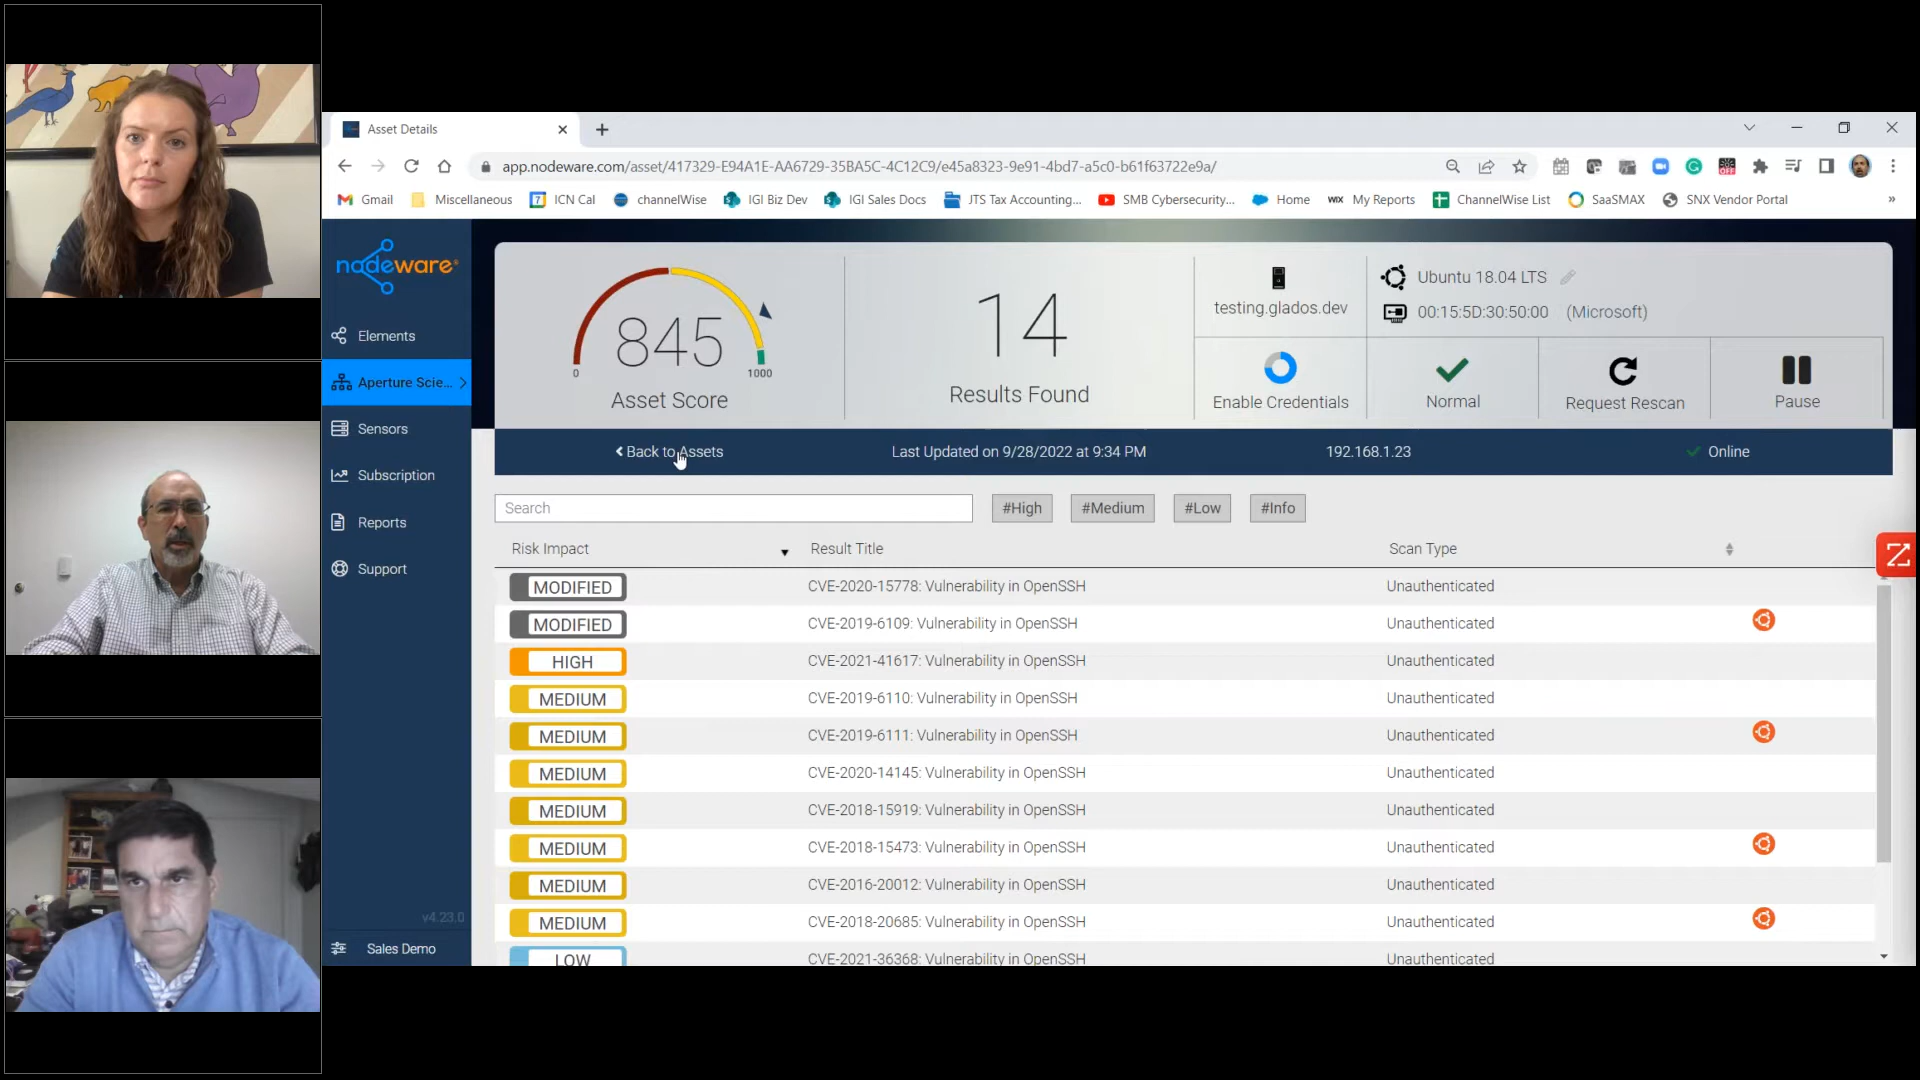 Asset Details
app.nodeware.com/asset/417329-E94A1E-AA6729-35BA5C-4C12C9/e45a8323-9e91-4bd7-a5c0-b61f63722e9a/
Gmail Miscellaneous ICN Cal channelWise IGI Biz Dev IGI Sales Docs JTS Tax Accounting... SMB Cybersecurity... Home WIX My Reports ChannelWise List SaaSMAX SNX Vendor Portal »
nodeware
Elements
Aperture Scie...
Sensors
Subscription
Reports
Support
v4.23.0
Sales Demo
845
0 1000
Asset Score
14
Results Found
testing.glados.dev
Ubuntu 18.04 LTS
00:15:5D:30:50:00 (Microsoft)
Enable Credentials
Normal
Request Rescan
Pause
Back to Assets Last Updated on 9/28/2022 at 9:34 PM 192.168.1.23 Online
Search #High #Medium #Low #Info
Risk Impact Result Title Scan Type
MODIFIED CVE-2020-15778: Vulnerability in OpenSSH Unauthenticated
MODIFIED CVE-2019-6109: Vulnerability in OpenSSH Unauthenticated
HIGH CVE-2021-41617: Vulnerability in OpenSSH Unauthenticated
MEDIUM CVE-2019-6110: Vulnerability in OpenSSH Unauthenticated
MEDIUM CVE-2019-6111: Vulnerability in OpenSSH Unauthenticated
MEDIUM CVE-2020-14145: Vulnerability in OpenSSH Unauthenticated
MEDIUM CVE-2018-15919: Vulnerability in OpenSSH Unauthenticated
MEDIUM CVE-2018-15473: Vulnerability in OpenSSH Unauthenticated
MEDIUM CVE-2016-20012: Vulnerability in OpenSSH Unauthenticated
MEDIUM CVE-2018-20685: Vulnerability in OpenSSH Unauthenticated
LOW CVE-2021-36368: Vulnerability in OpenSSH Unauthenticated